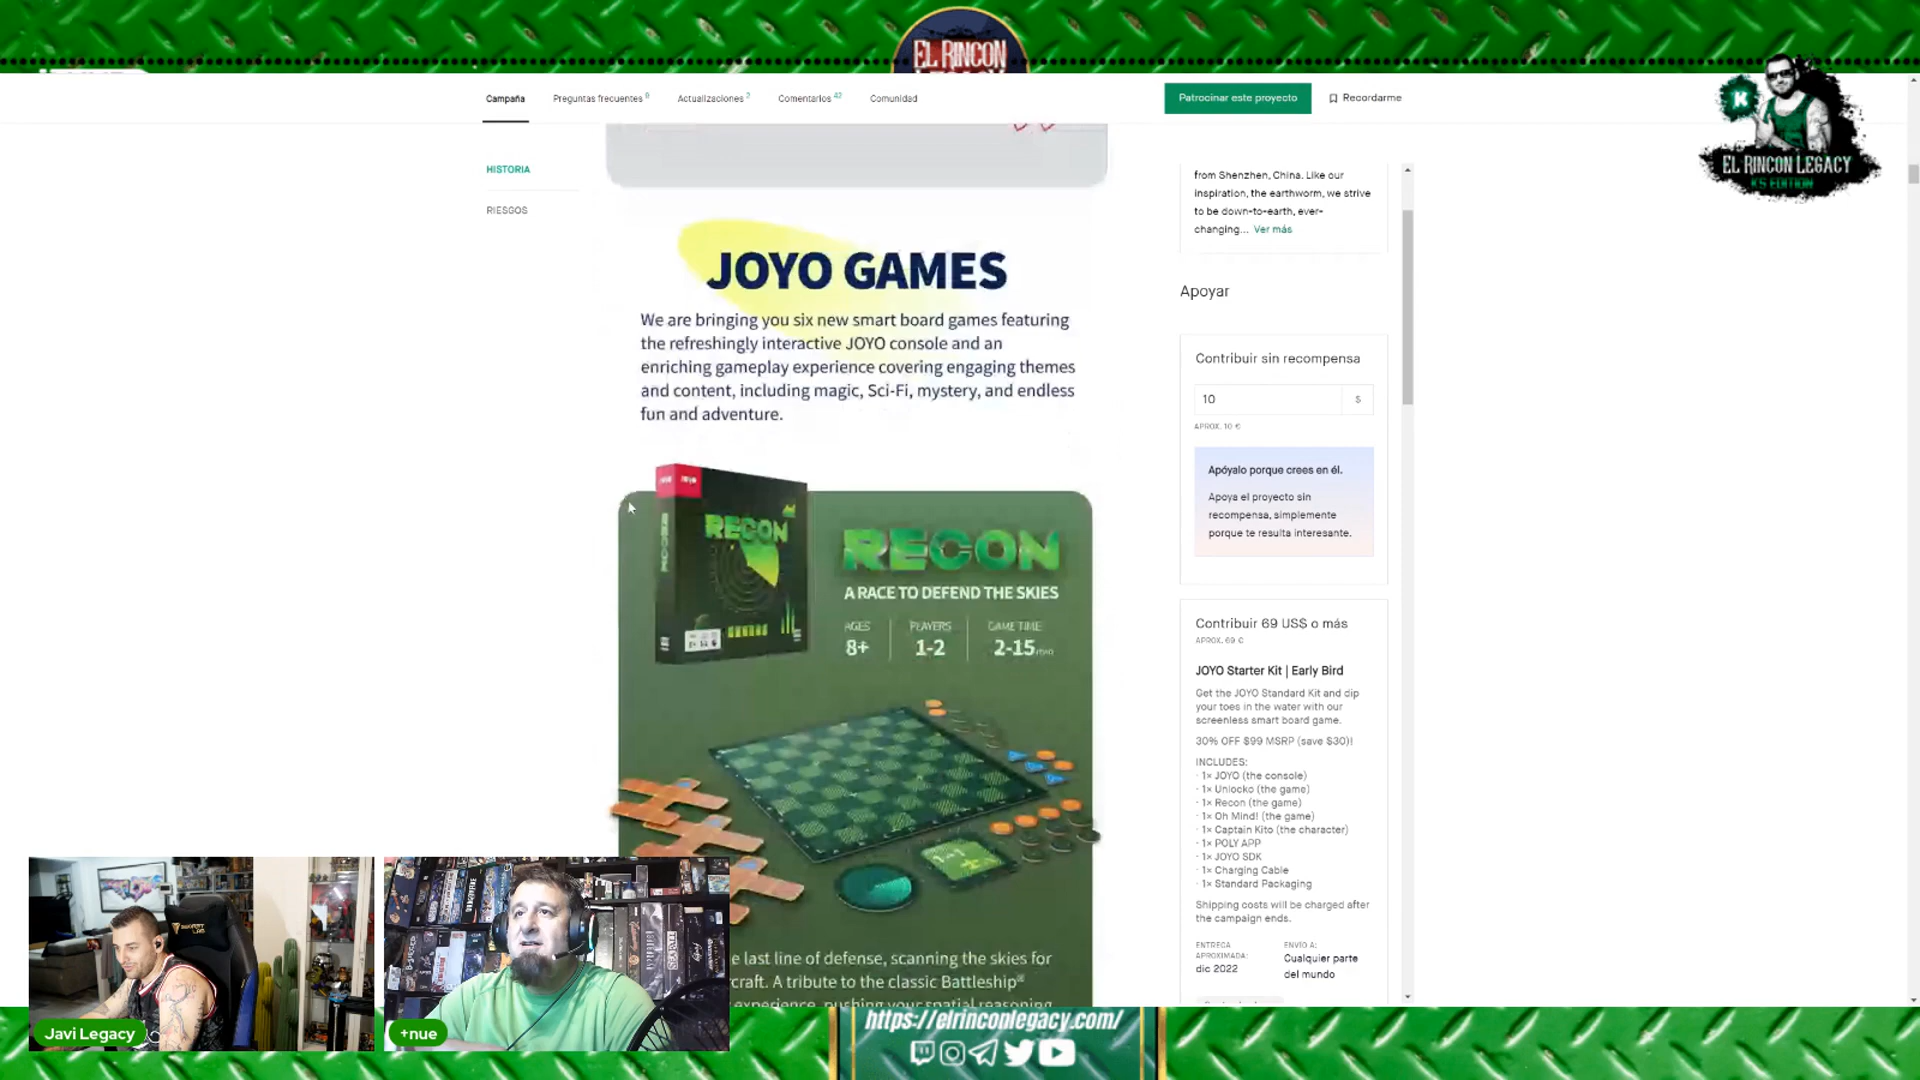 EL RINCON
Campaña
Preguntas frecuentes 9
Actualizaciones 2
Comentarios 42
Comunidad
Patrocinar este proyecto
Recordarme
K
EL RINCON LEGACY
KS EDITION
HISTORIA
RIESGOS
JOYO GAMES
We are bringing you six new smart board games featuring
the refreshingly interactive JOYO console and an
enriching gameplay experience covering engaging themes
and content, including magic, Sci-Fi, mystery, and endless
fun and adventure.
RECON
RECON
RECON
A RACE TO DEFEND THE SKIES
AGES
8+
PLAYERS
1-2
GAME TIME
2-15 min
e last line of defense, scanning the skies for
craft. A tribute to the classic Battleship®
experience, pushing your spatial reasoning
from Shenzhen, China. Like our
inspiration, the earthworm, we strive
to be down-to-earth, ever-
changing... Ver más
Apoyar
Contribuir sin recompensa
10 $
APROX. 10 €
Apóyalo porque crees en él.
Apoya el proyecto sin
recompensa, simplemente
porque te resulta interesante.
Contribuir 69 US$ o más
APROX. 69 €
JOYO Starter Kit | Early Bird
Get the JOYO Standard Kit and dip
your toes in the water with our
screenless smart board game.
30% OFF $99 MSRP (save $30)!
INCLUDES:
· 1× JOYO (the console)
· 1× Unlocko (the game)
· 1× Recon (the game)
· 1× Oh Mind! (the game)
· 1× Captain Kito (the character)
· 1× POLY APP
· 1× JOYO SDK
· 1× Charging Cable
· 1× Standard Packaging
Shipping costs will be charged after
the campaign ends.
ENTREGA
APROXIMADA:
dic 2022
ENVÍO A:
Cualquier parte
del mundo
Javi Legacy
+nue
https://elrinconlegacy.com/